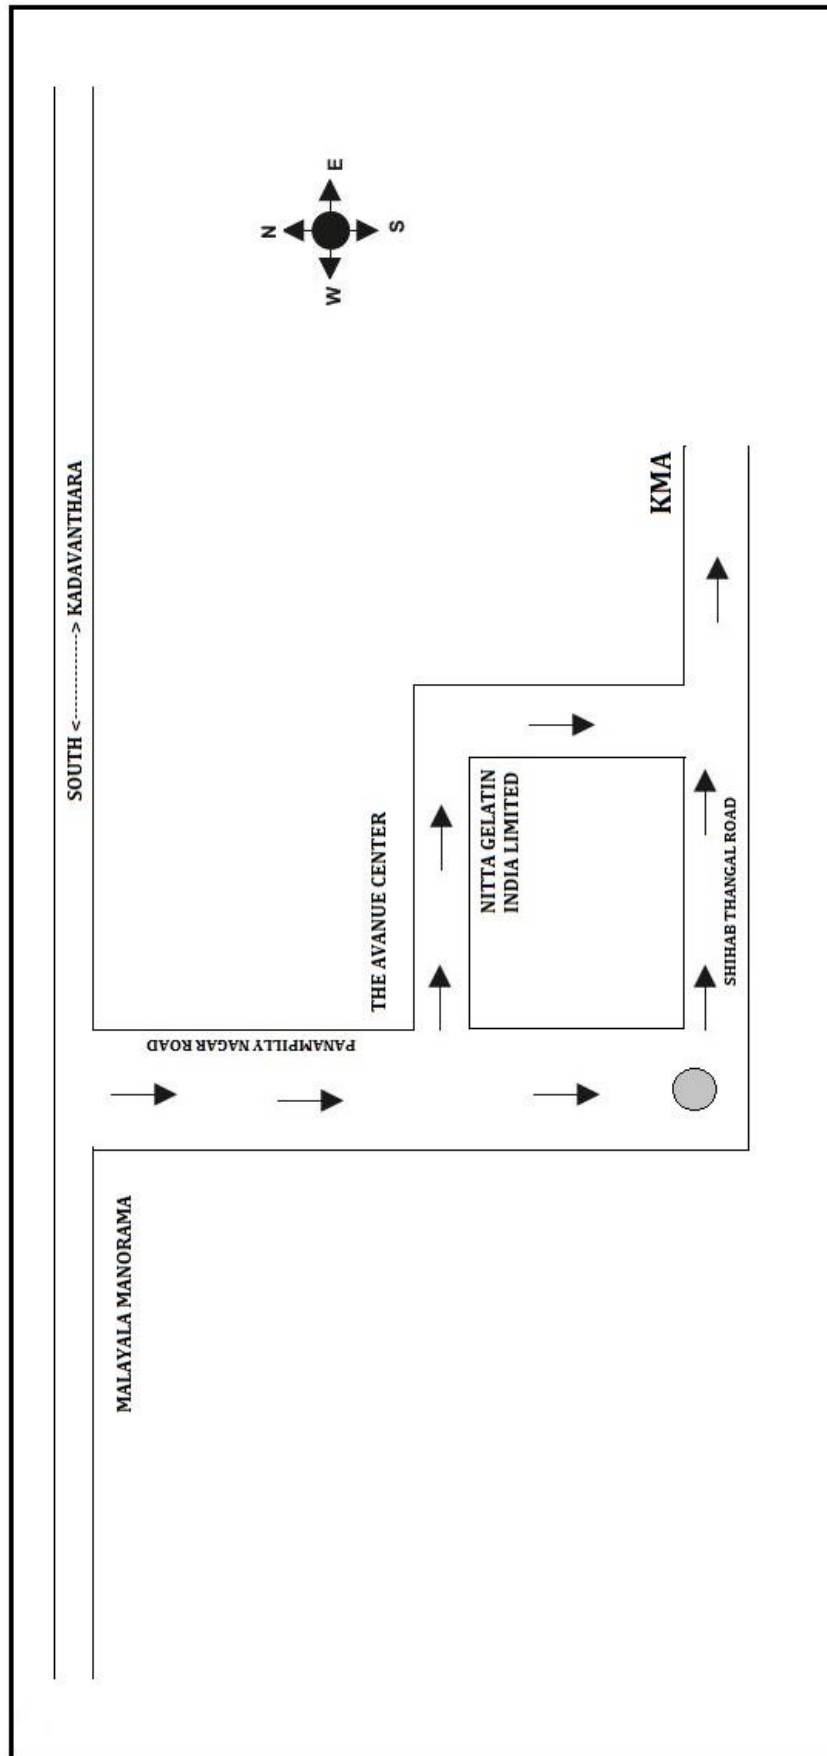 N
E
W
S
SOUTH <---------------> KADAVANTHARA
MALAYALA MANORAMA
PANAMPILLY NAGAR ROAD
THE AVANUE CENTER
NITTA GELATIN
INDIA LIMITED
KMA
SHIHAB THANGAL ROAD